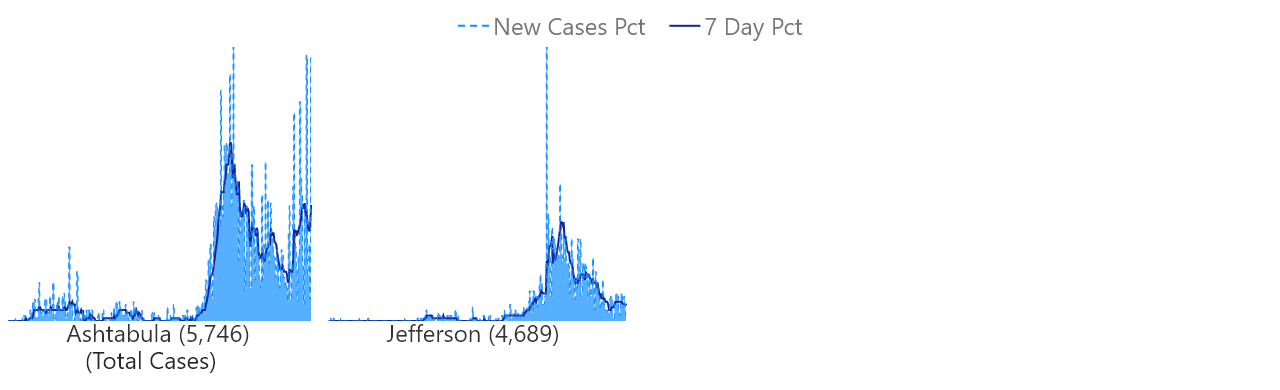 New Cases Pct 7 Day Pct
Ashtabula (5,746) Jefferson (4,689)
(Total Cases)